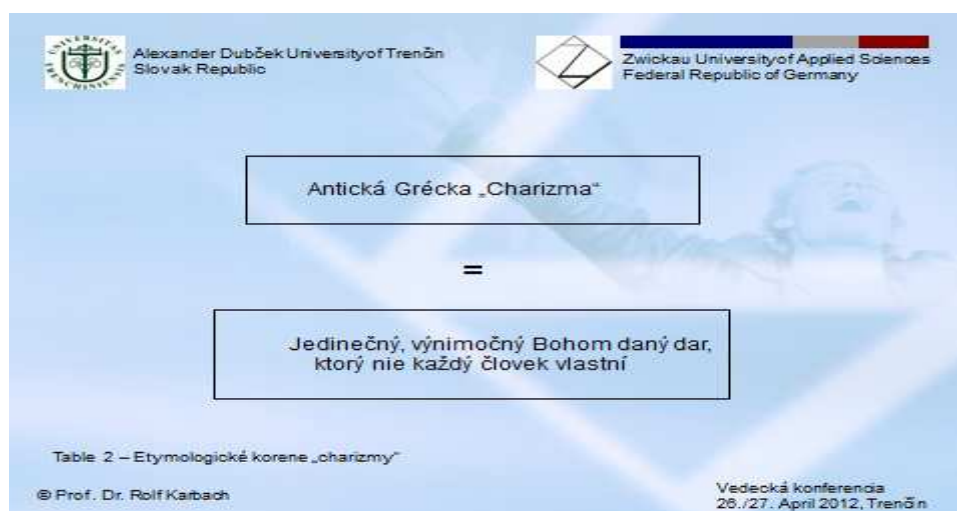 Alexander Dubček University of Trenčin
Slovak Republic
Zwickau University of Applied Sciences
Federal Republic of Germany
Antická Grécka „Charizma“
=
Jedinečný, výnimočný Bohom daný dar,
ktorý nie každý človek vlastní
Table 2 – Etymologické korene „charizmy“
© Prof. Dr. Rolf Karbach
Vedecká konferencia
26./27. April 2012, Trenčín